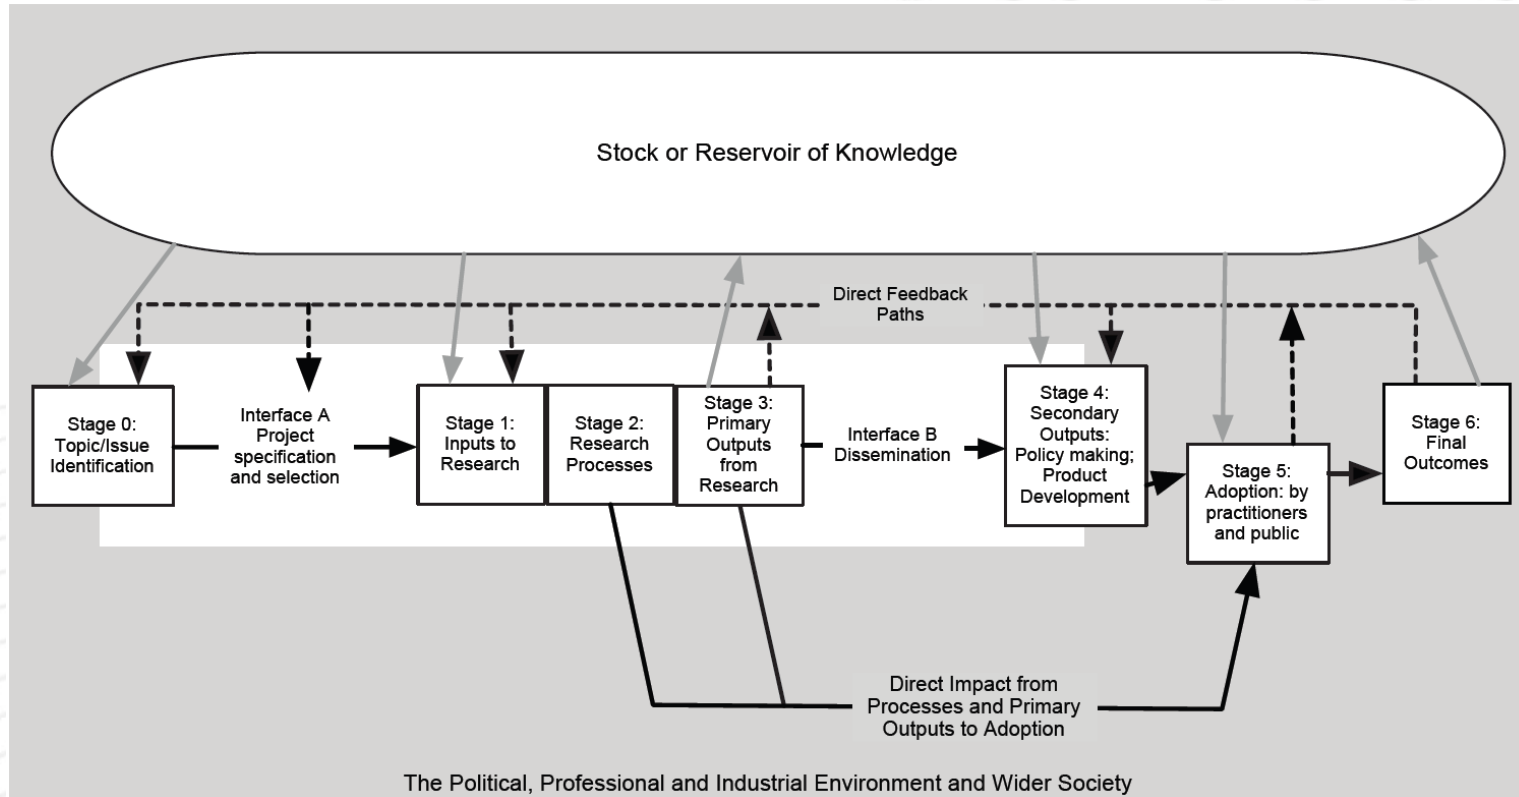 Stock or Reservoir of Knowledge
Direct Feedback
Paths
Stage 0:
Topic/Issue
Identification
Interface A
Project
specification
and selection
Stage 1:
Inputs to
Research
Stage 2:
Research
Processes
Stage 3:
Primary
Outputs
from
Research
Interface B
Dissemination
Stage 4:
Secondary
Outputs:
Policy making;
Product
Development
Stage 5:
Adoption: by
practitioners
and public
Stage 6:
Final
Outcomes
Direct Impact from
Processes and Primary
Outputs to Adoption
The Political, Professional and Industrial Environment and Wider Society